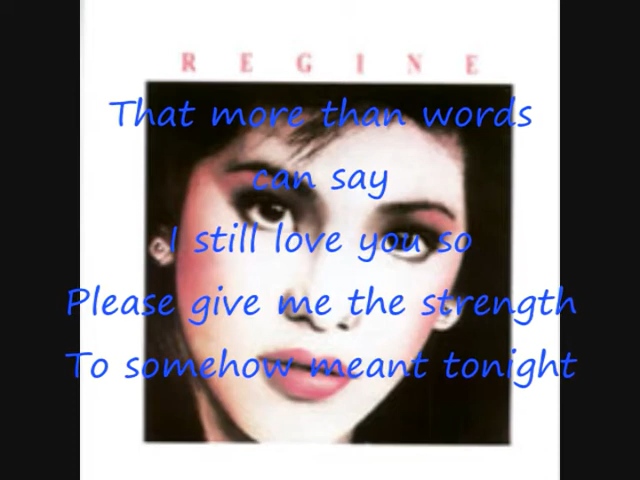 REGINE
That more than words
can say
I still love you so
Please give me the strength
To somehow meant tonight